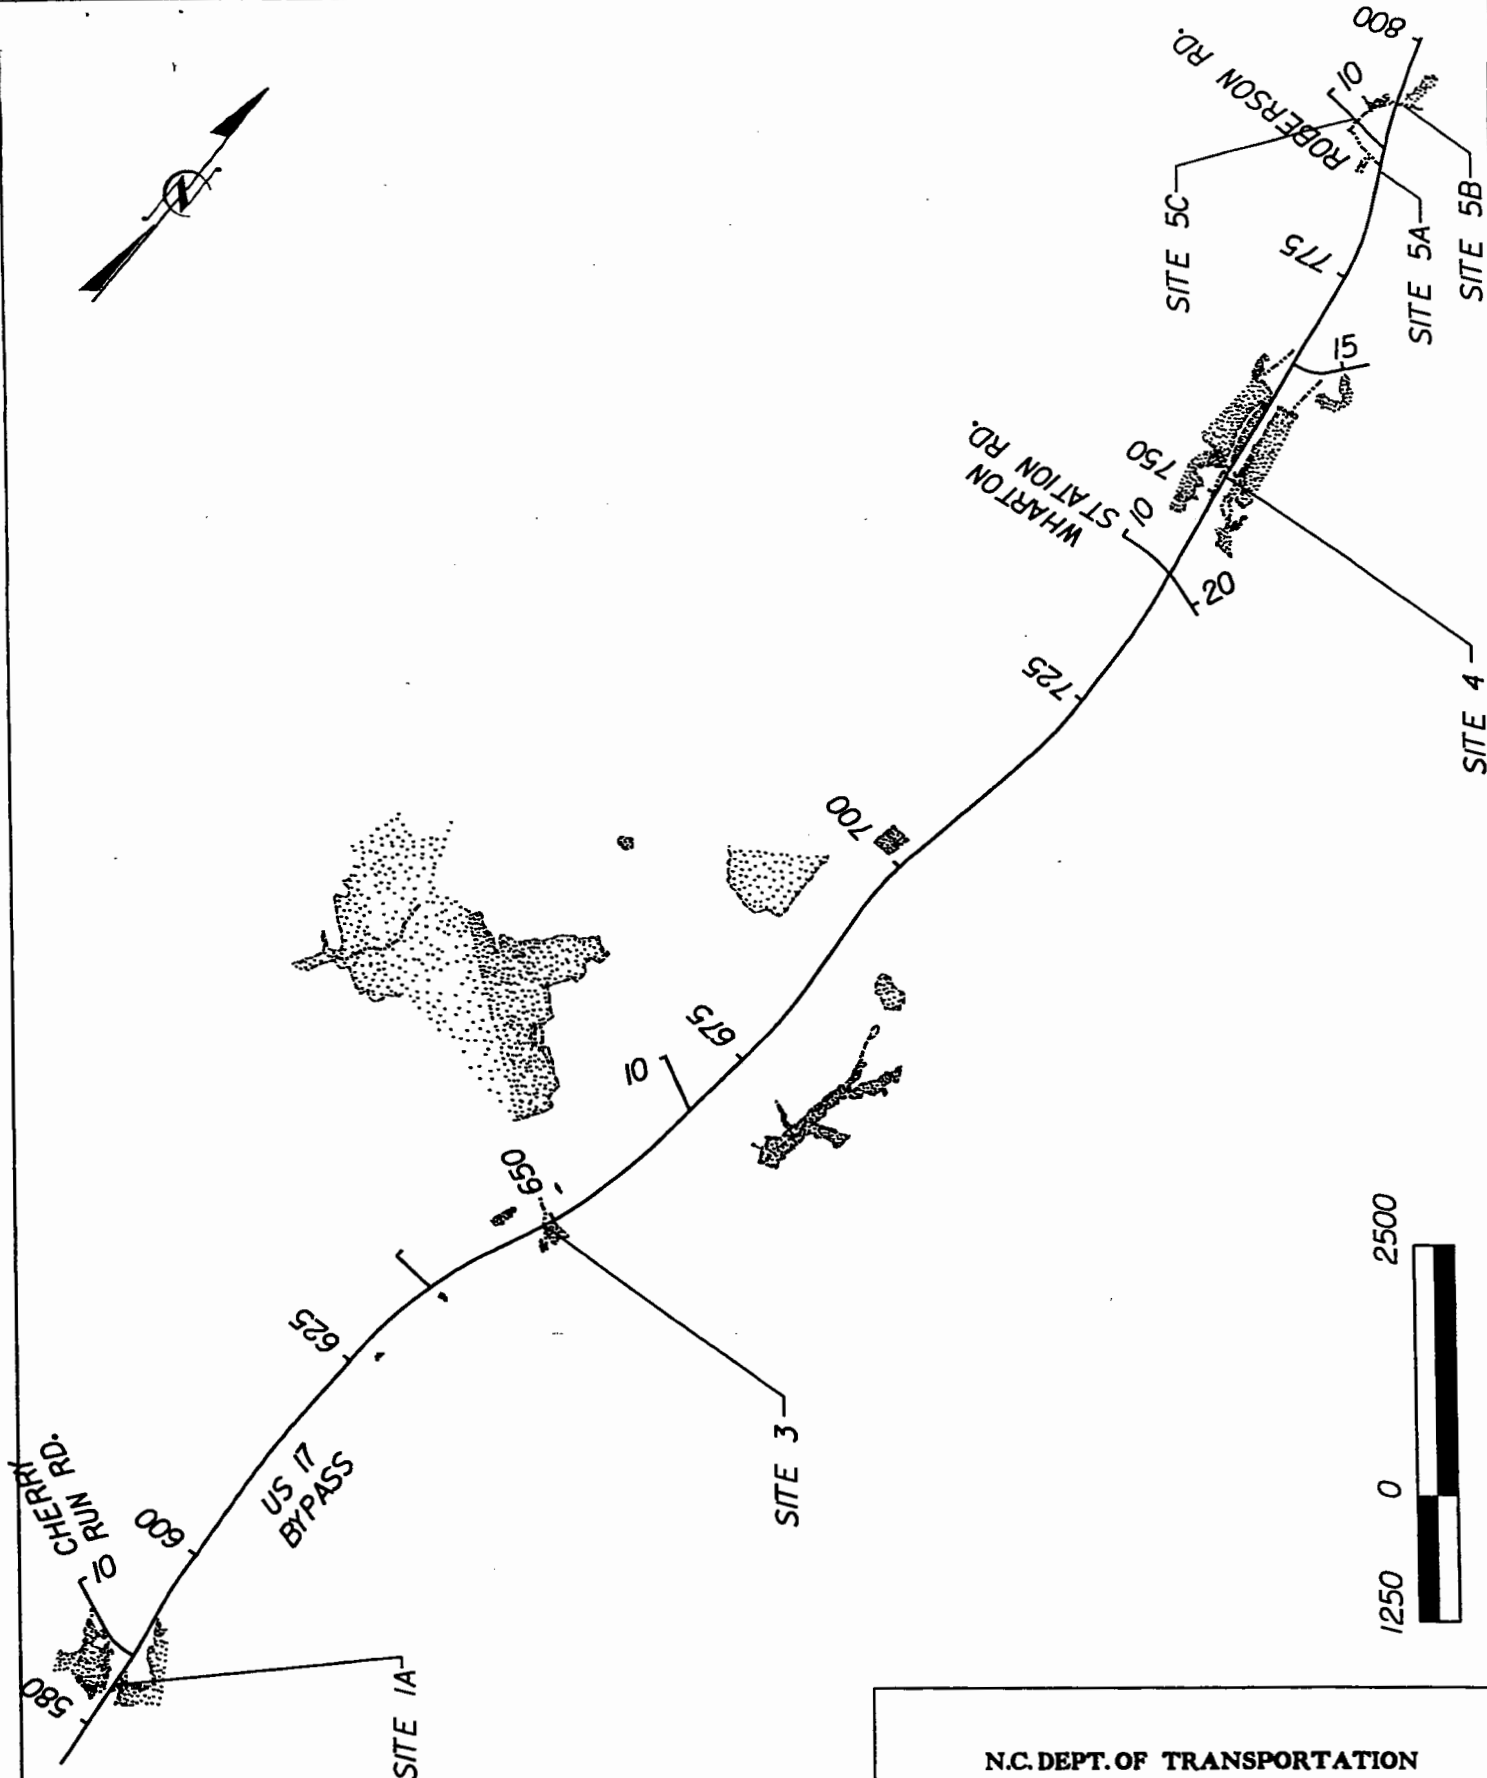 800
10
ROBERSON RD.
SITE 5C
SITE 5A
SITE 5B
775
15
750
WHARTON
STATION RD.
10
20
SITE 4
725
700
675
10
650
SITE 3
625
US 17
BYPASS
600
CHERRY
RUN RD.
10
580
SITE 1A
2500
0
1250
N
N.C. DEPT. OF TRANSPORTATION